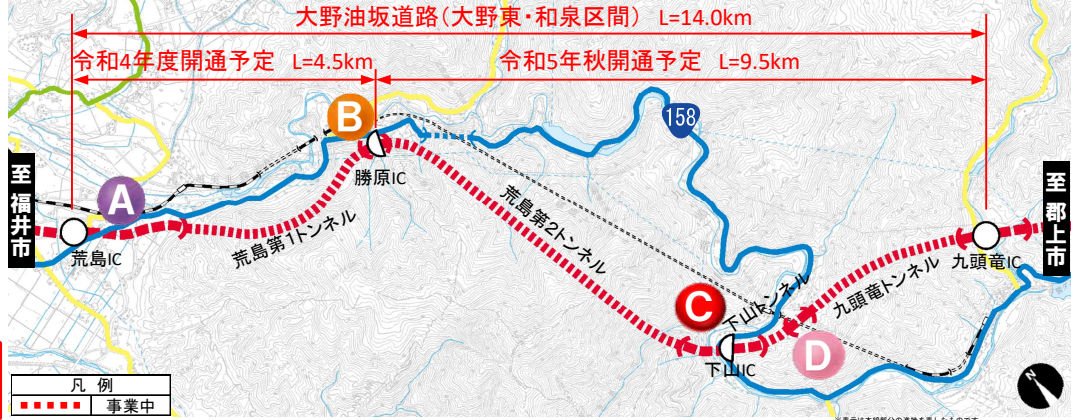 大野油坂道路(大野東・和泉区間) L=14.0km
令和4年度開通予定 L=4.5km
令和5年秋開通予定 L=9.5km
158
B
勝原IC
至 福井市
A
荒島IC
荒島第1トンネル
荒島第2トンネル
至 郡上市
九頭竜IC
九頭竜トンネル
下山トンネル
C
D
下山IC
凡 例
事業中
N